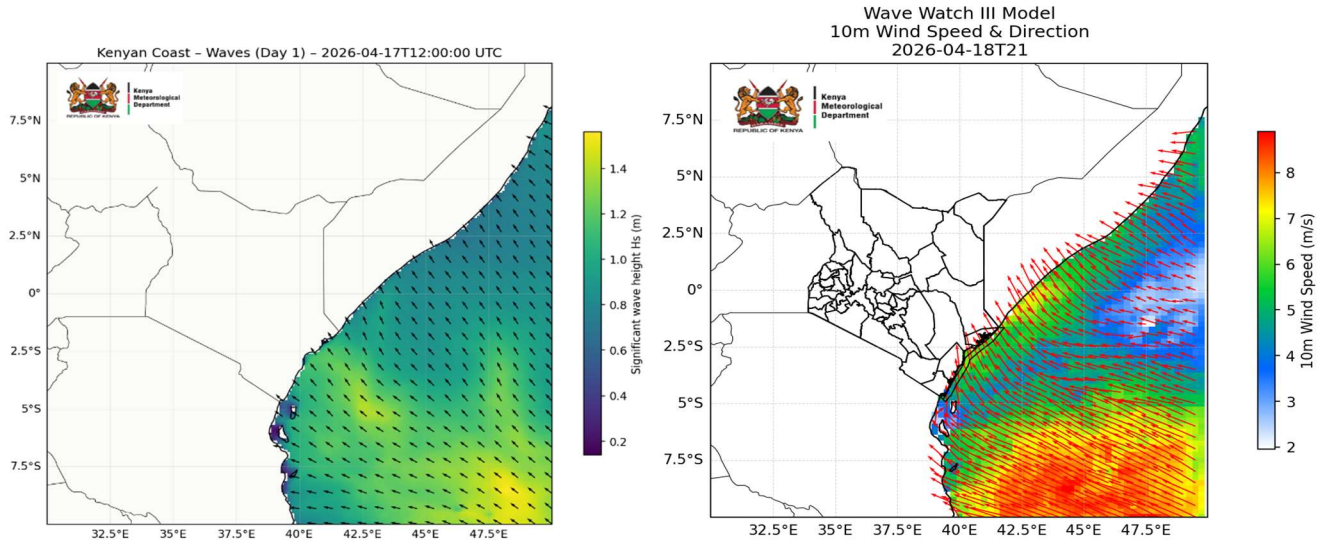 Kenyan Coast – Waves (Day 1) – 2026-04-17T12:00:00 UTC
Kenya
Meteorological
Department
REPUBLIC OF KENYA
7.5°N
5°N
2.5°N
0°
2.5°S
5°S
7.5°S
32.5°E
35°E
37.5°E
40°E
42.5°E
45°E
47.5°E
1.4
1.2
1.0
0.8
0.6
0.4
0.2
Significant wave height Hs (m)
Wave Watch III Model
10m Wind Speed & Direction
2026-04-18T21
Kenya
Meteorological
Department
REPUBLIC OF KENYA
7.5°N
5°N
2.5°N
0°
2.5°S
5°S
7.5°S
32.5°E
35°E
37.5°E
40°E
42.5°E
45°E
47.5°E
8
7
6
5
4
3
2
10m Wind Speed (m/s)